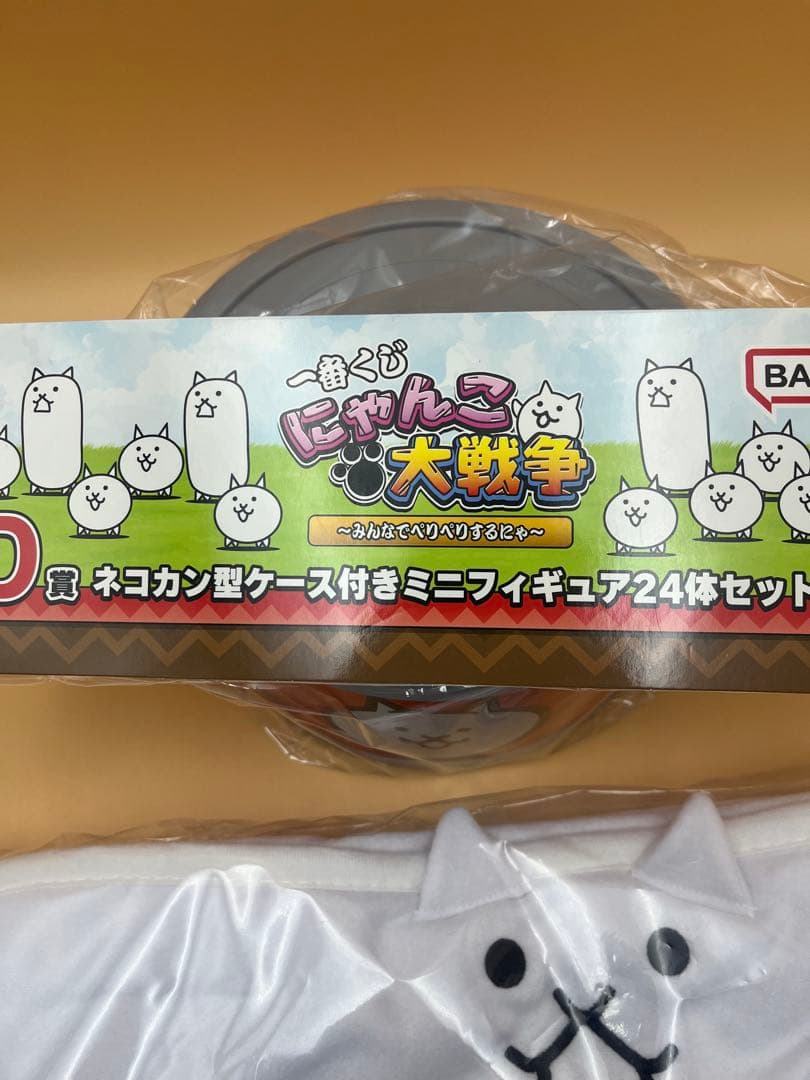 一番くじ
にゃんこ
大戦争
～みんなでぺりぺりするにゃ～
BA
賞 ネコカン型ケース付きミニフィギュア24体セット